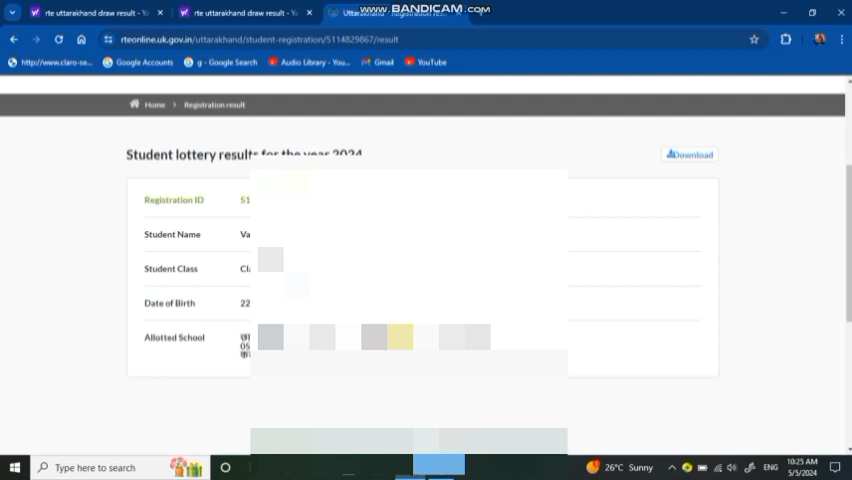 www.BANDICAM.com
rte uttarakhand draw result - Y
rte uttarakhand draw result - Y
Uttarakhand - Registration res
rteonline.uk.gov.in/uttarakhand/student-registration/5114829867/result
http://www.claro-se...
Google Accounts
g - Google Search
Audio Library - You...
Gmail
YouTube
Home > Registration result
Student lottery results for the year 2024
Download
Registration ID 51
Student Name Va
Student Class Cl
Date of Birth 22
Allotted School
05
Type here to search
26°C Sunny
ENG
10:25 AM
5/5/2024